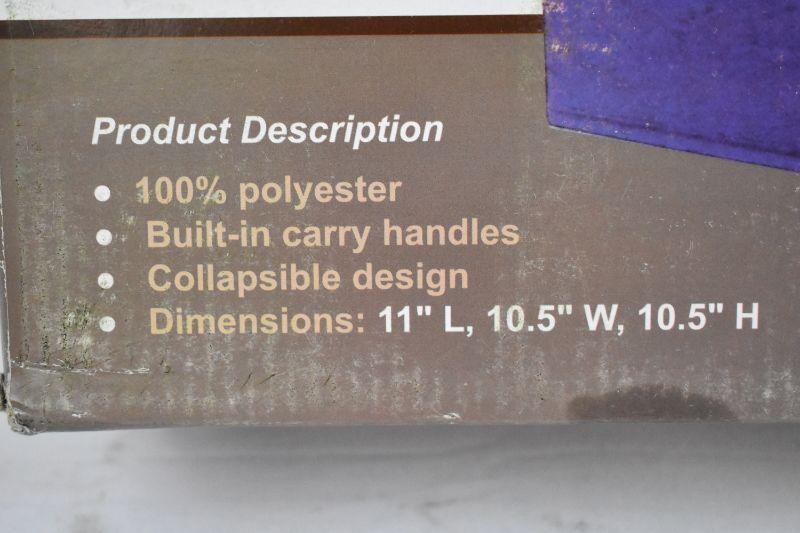 Product Description
• 100% polyester
• Built-in carry handles
• Collapsible design
• Dimensions: 11" L, 10.5" W, 10.5" H